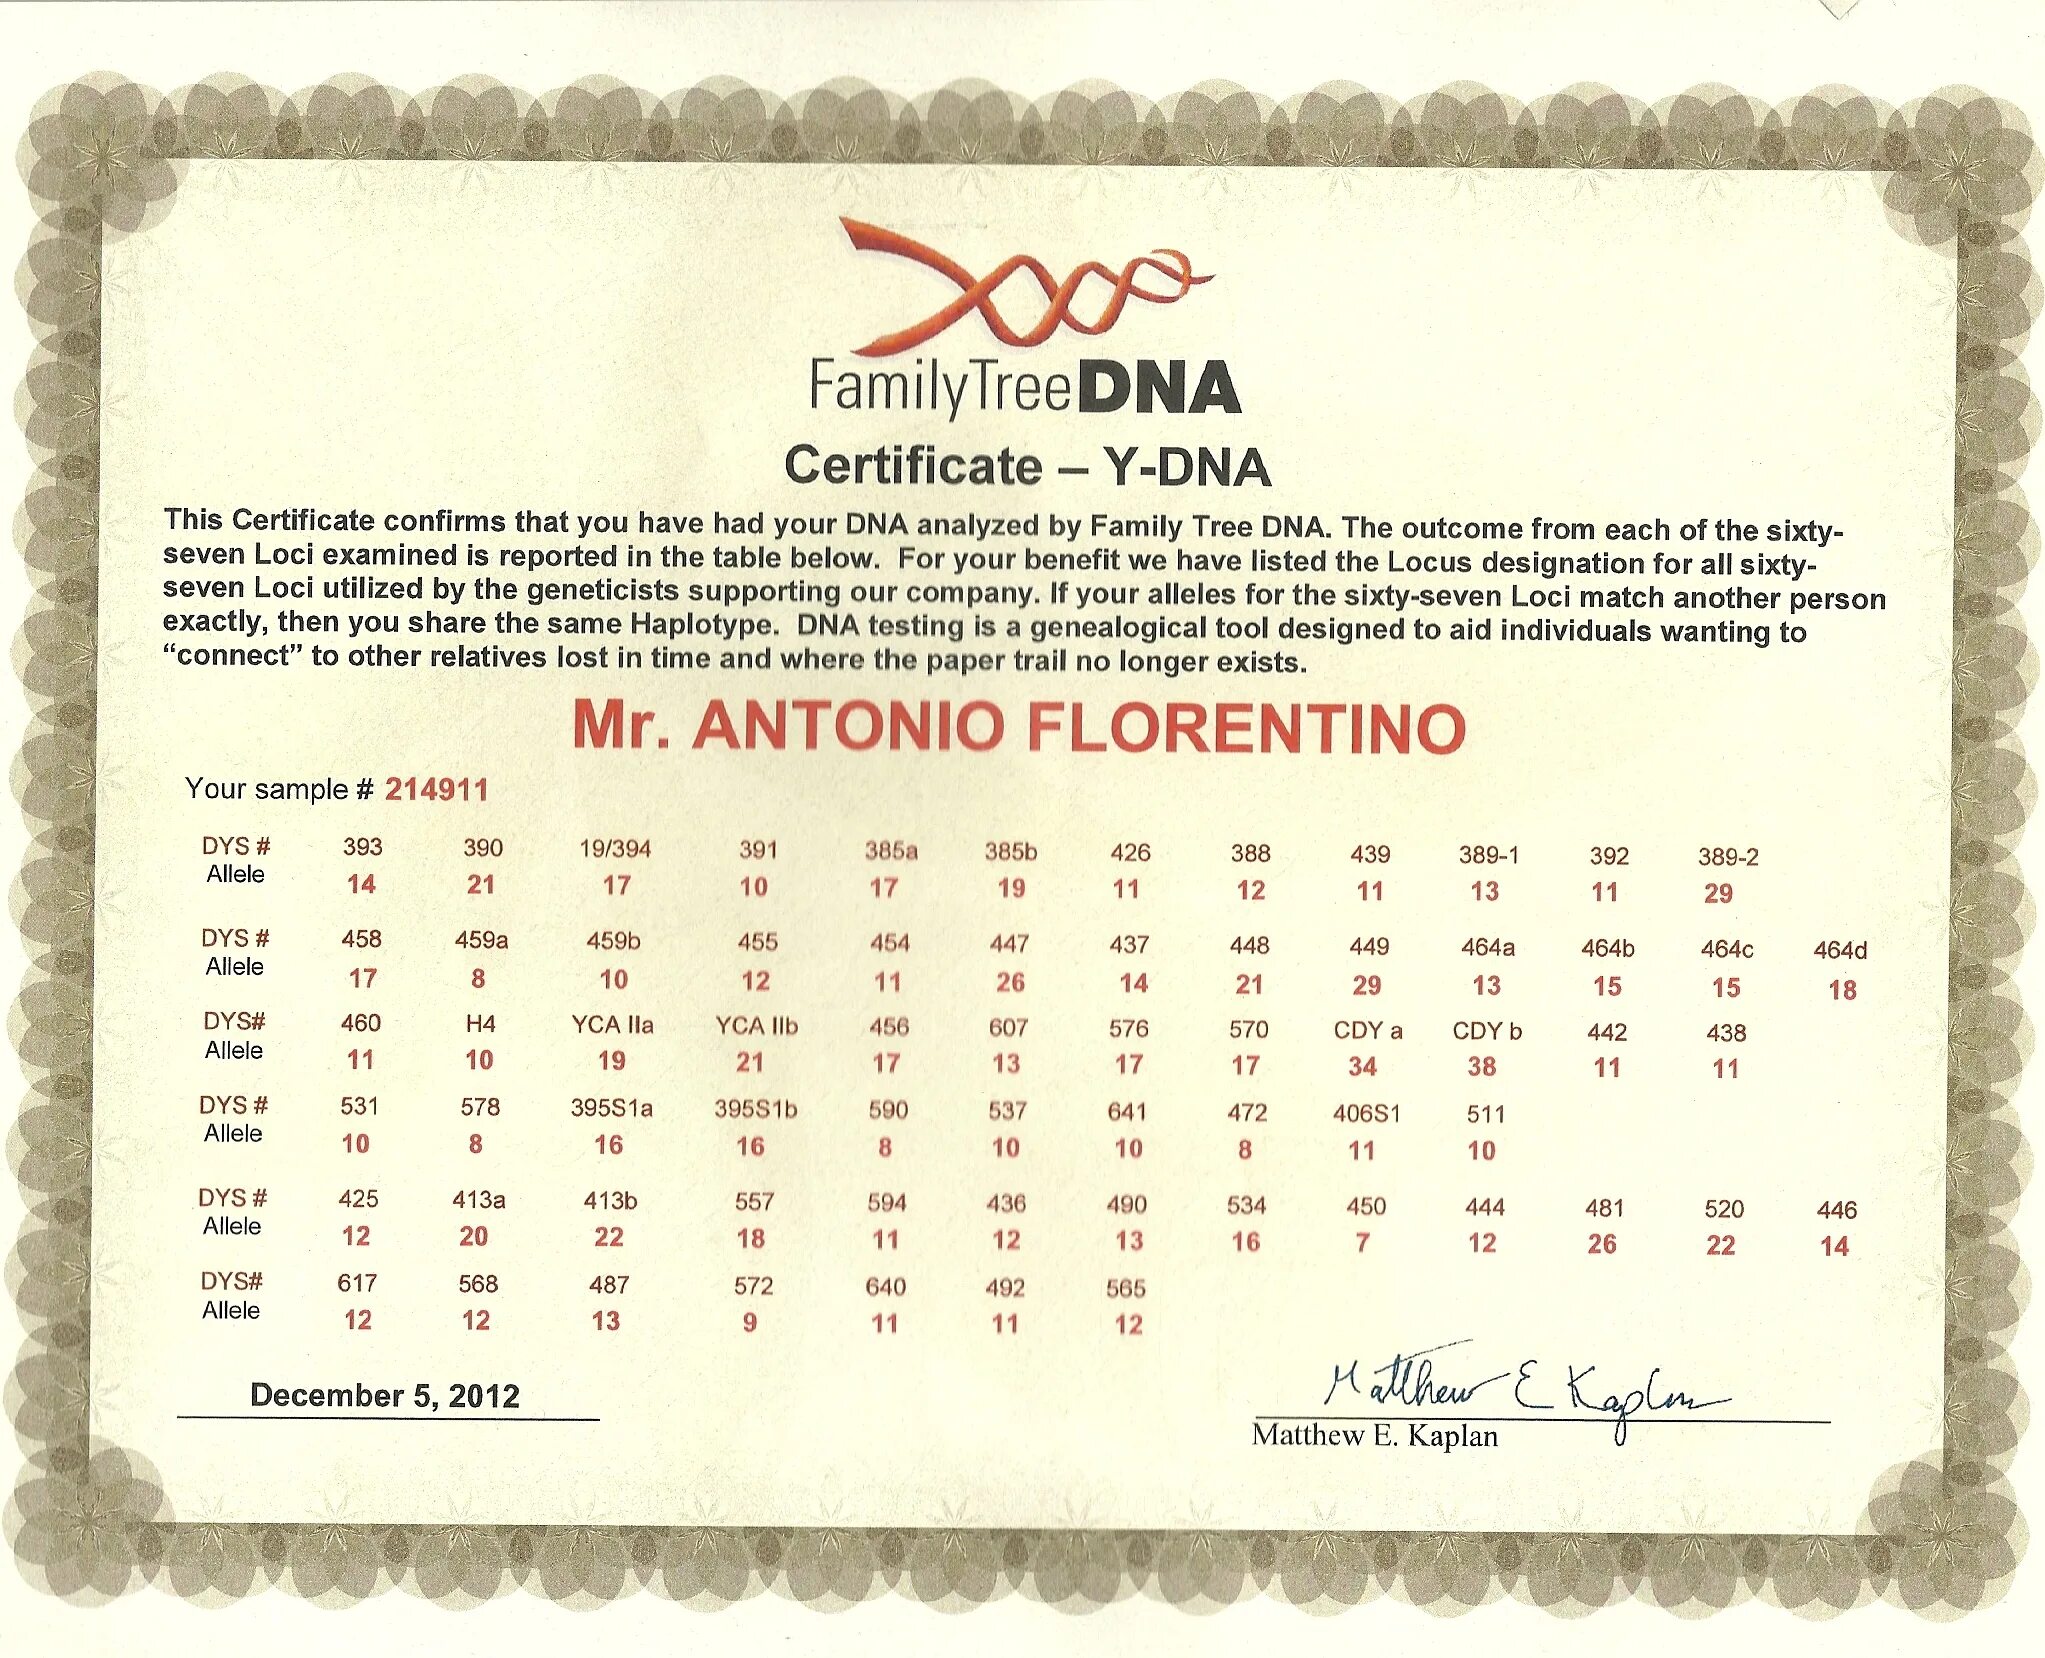 FamilyTreeDNA
Certificate – Y-DNA
This Certificate confirms that you have had your DNA analyzed by Family Tree DNA. The outcome from each of the sixty-
seven Loci examined is reported in the table below. For your benefit we have listed the Locus designation for all sixty-
seven Loci utilized by the geneticists supporting our company. If your alleles for the sixty-seven Loci match another person
exactly, then you share the same Haplotype. DNA testing is a genealogical tool designed to aid individuals wanting to
“connect” to other relatives lost in time and where the paper trail no longer exists.
Mr. ANTONIO FLORENTINO
Your sample # 214911
DYS # 393 390 19/394 391 385a 385b 426 388 439 389-1 392 389-2
Allele 14 21 17 10 17 19 11 12 11 13 11 29
DYS # 458 459a 459b 455 454 447 437 448 449 464a 464b 464c 464d
Allele 17 8 10 12 11 26 14 21 29 13 15 15 18
DYS# 460 H4 YCA IIa YCA IIb 456 607 576 570 CDY a CDY b 442 438
Allele 11 10 19 21 17 13 17 17 34 38 11 11
DYS # 531 578 395S1a 395S1b 590 537 641 472 406S1 511
Allele 10 8 16 16 8 10 10 8 11 10
DYS # 425 413a 413b 557 594 436 490 534 450 444 481 520 446
Allele 12 20 22 18 11 12 13 16 7 12 26 22 14
DYS# 617 568 487 572 640 492 565
Allele 12 12 13 9 11 11 12
December 5, 2012
Matthew E Kaplan
Matthew E. Kaplan